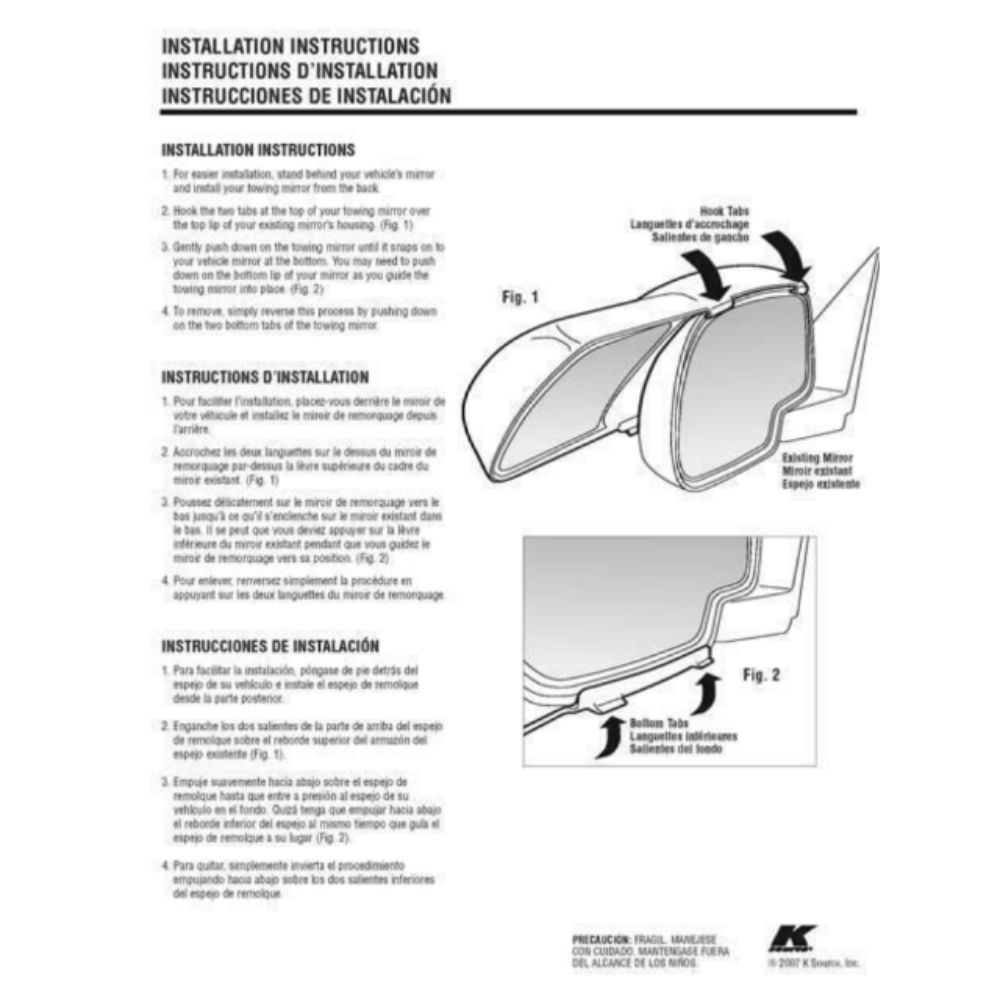 INSTALLATION INSTRUCTIONS
INSTRUCTIONS D'INSTALLATION
INSTRUCCIONES DE INSTALACIÓN
INSTALLATION INSTRUCTIONS
1. For easier installation, stand behind your vehicle's mirror
and install your towing mirror from the back.
2. Hook the two tabs at the top of your towing mirror over
the top lip of your existing mirror's housing. (Fig. 1)
3. Gently push down on the towing mirror until it snaps on to
your vehicle mirror at the bottom. You may need to push
down on the bottom lip of your mirror as you guide the
towing mirror into place. (Fig. 2)
4. To remove, simply reverse this process by pushing down
on the two bottom tabs of the towing mirror.
INSTRUCTIONS D'INSTALLATION
1. Pour faciliter l'installation, placez-vous derrière le miroir de
votre véhicule et installez le miroir de remorquage depuis
l'arrière.
2. Accrochez les deux languettes sur le dessus du miroir de
remorquage par-dessus la lèvre supérieure du cadre du
miroir existant. (Fig. 1)
3. Poussez délicatement sur le miroir de remorquage vers le
bas jusqu'à ce qu'il s'enclenche sur le miroir existant dans
le bas. Il se peut que vous deviez appuyer sur la lèvre
inférieure du miroir existant pendant que vous guidez le
miroir de remorquage vers sa position. (Fig. 2)
4. Pour enlever, renversez simplement la procédure en
appuyant sur les deux languettes du miroir de remorquage.
INSTRUCCIONES DE INSTALACIÓN
1. Para facilitar la instalación, póngase de pie detrás del
espejo de su vehículo e instale el espejo de remolque
desde la parte posterior.
2. Enganche los dos salientes de la parte de arriba del espejo
de remolque sobre el reborde superior del armazón del
espejo existente (Fig. 1).
3. Empuje suavemente hacia abajo sobre el espejo de
remolque hasta que entre a presión al espejo de su
vehículo en el fondo. Quizá tenga que empujar hacia abajo
el reborde inferior del espejo al mismo tiempo que guía el
espejo de remolque a su lugar (Fig. 2).
4. Para quitar, simplemente invierta el procedimiento
empujando hacia abajo sobre los dos salientes inferiores
del espejo de remolque.
Hook Tabs
Languettes d'accrochage
Salientes de gancho
Fig. 1
Existing Mirror
Miroir existant
Espejo existente
Fig. 2
Bottom Tabs
Languettes inférieures
Salientes del fondo
PRECAUCION: FRAGIL. MANEJESE
CON CUIDADO. MANTENGASE FUERA
DEL ALCANCE DE LOS NIÑOS.
K
© 2007 K Source, Inc.